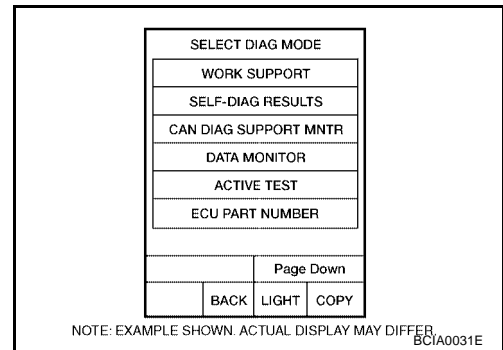 SELECT DIAG MODE
WORK SUPPORT
SELF-DIAG RESULTS
CAN DIAG SUPPORT MNTR
DATA MONITOR
ACTIVE TEST
ECU PART NUMBER
Page Down
BACK LIGHT COPY
NOTE: EXAMPLE SHOWN. ACTUAL DISPLAY MAY DIFFER.
BCIA0031E